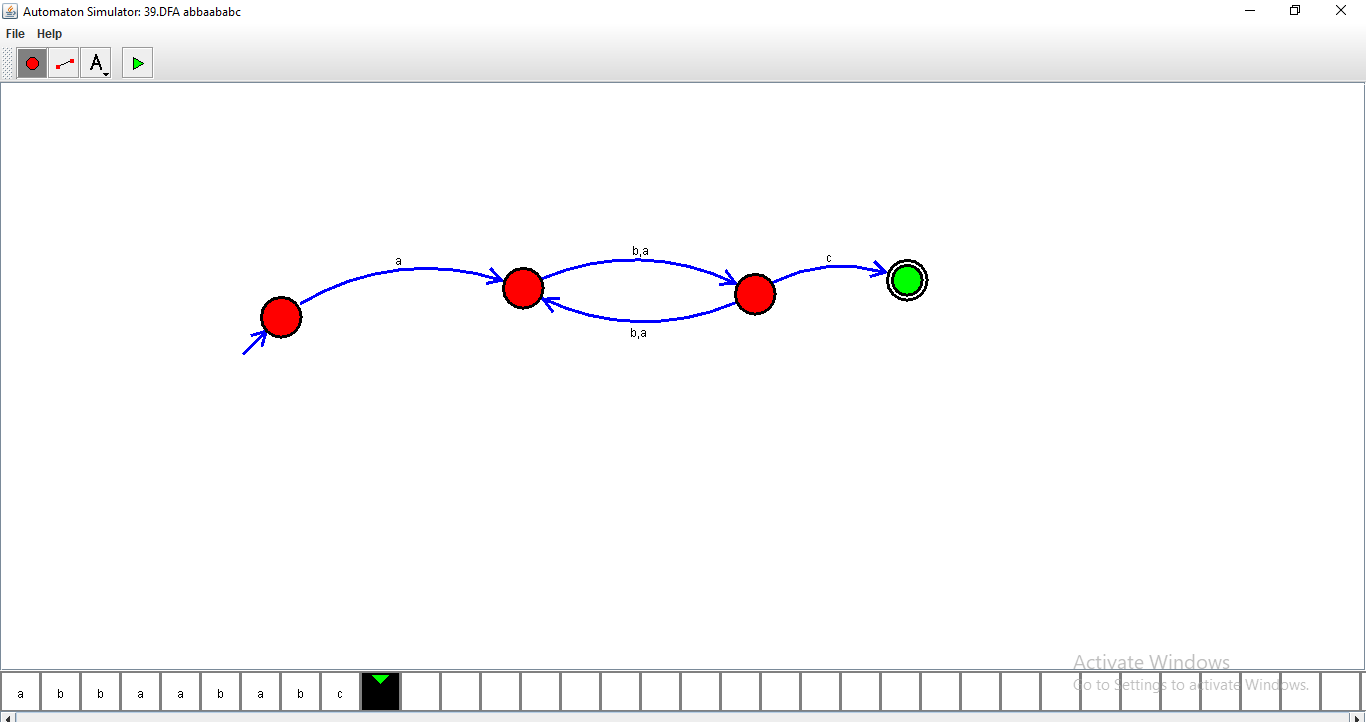 Automaton Simulator: 39.DFA abbaababc
File Help
A
b,a
a
c
b,a
Activate Windows
Go to Settings to activate Windows.
a b b a a b a b c